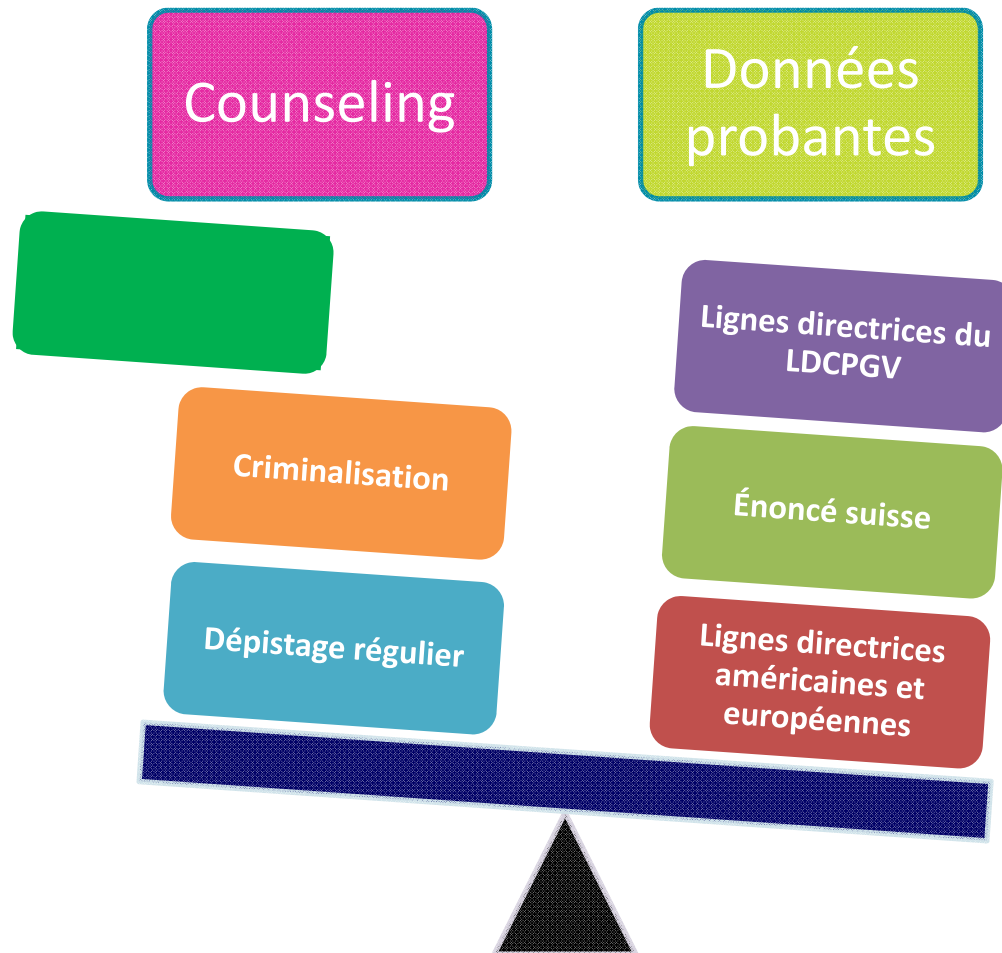 Counseling
Données
probantes
Lignes directrices du
LDCPGV
Criminalisation
Énoncé suisse
Dépistage régulier
Lignes directrices
américaines et
européennes